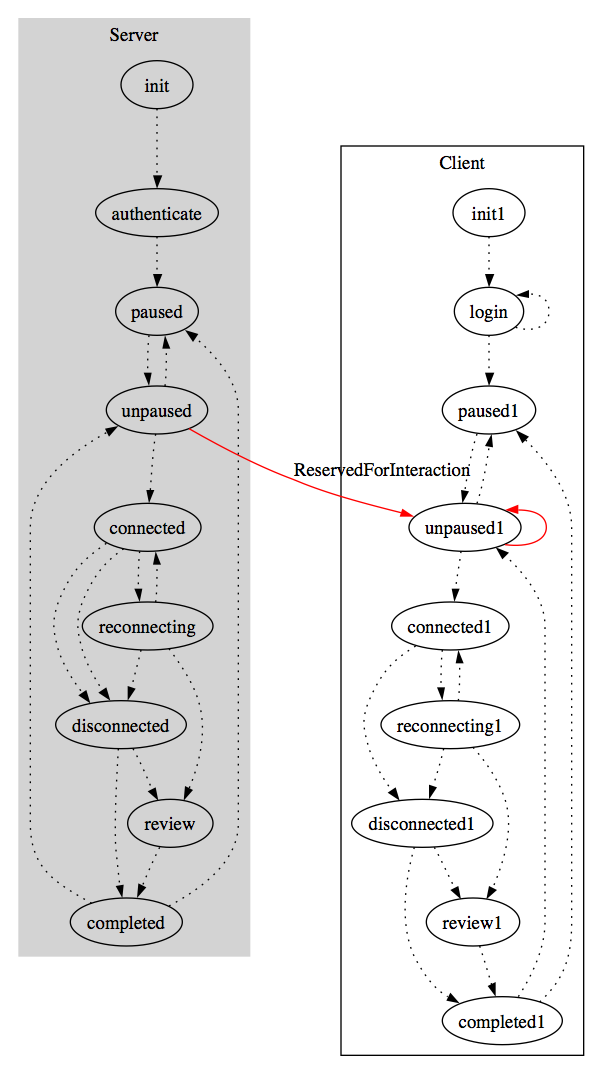 Server
init
authenticate
paused
unpaused
connected
reconnecting
disconnected
review
completed
ReservedForInteraction
Client
init1
login
paused1
unpaused1
connected1
reconnecting1
disconnected1
review1
completed1